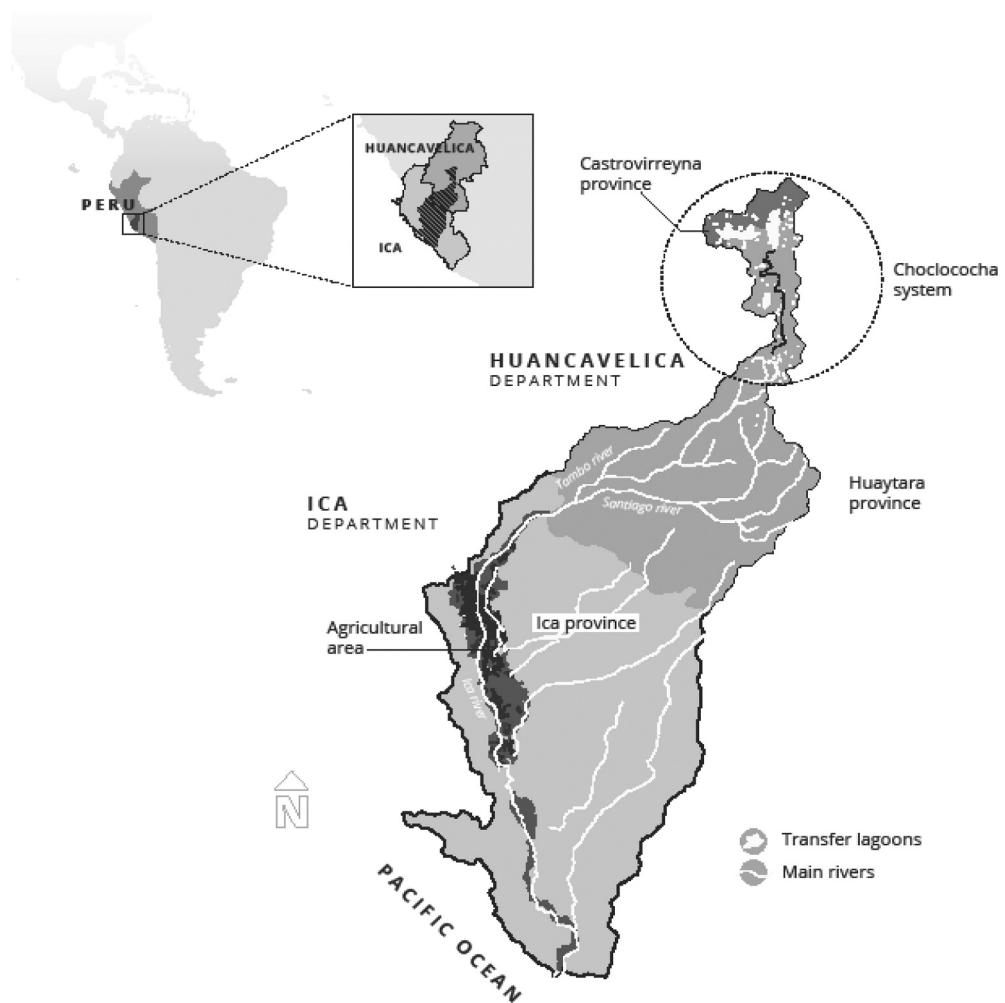 PERU
HUANCAVELICA
ICA
Castrovirreyna
province
Choclococha
system
HUANCAVELICA
DEPARTMENT
Tambo river
Santiago river
Huaytara
province
ICA
DEPARTMENT
Ica province
Agricultural
area
Ica river
N
PACIFIC OCEAN
Transfer lagoons
Main rivers